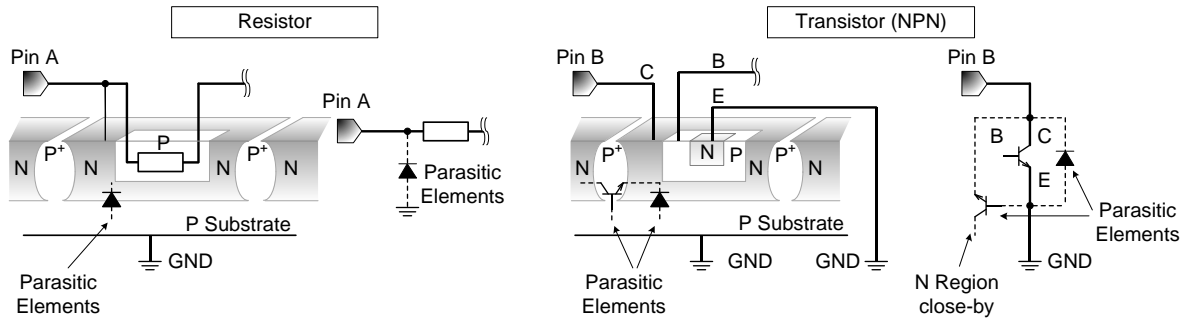 Resistor
Transistor (NPN)
Pin A
Pin A
N
P+
N
P
N
P+
N
Parasitic
Elements
P Substrate
GND
Parasitic
Elements
Pin B
C
B
E
N
P+
N
N
P
P+
N
N
P Substrate
GND
GND
Parasitic
Elements
Pin B
B
C
E
Parasitic
Elements
GND
N Region
close-by